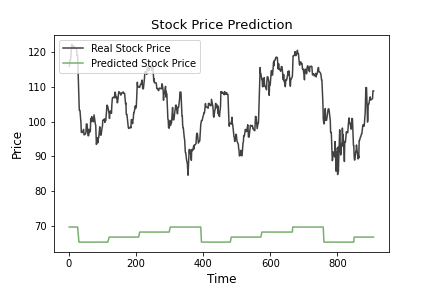 Stock Price Prediction
Real Stock Price
Predicted Stock Price
Price
120
110
100
90
80
70
0 200 400 600 800
Time